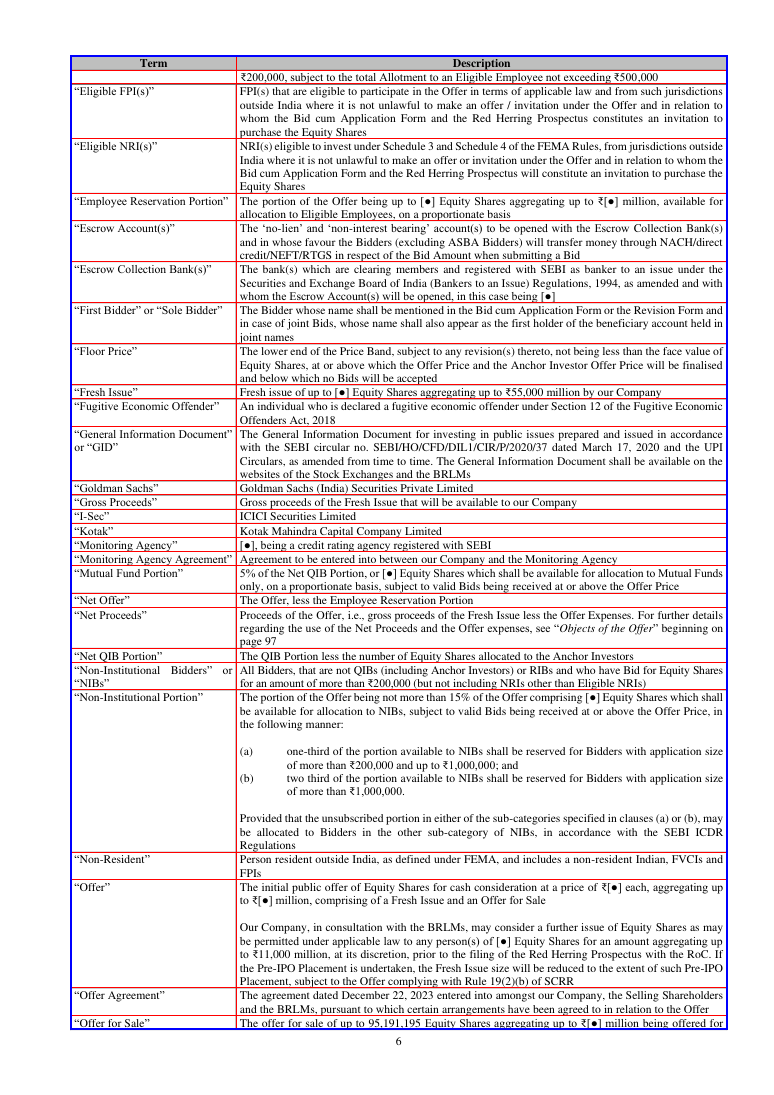 Term Description
₹200,000, subject to the total Allotment to an Eligible Employee not exceeding ₹500,000
“Eligible FPI(s)” FPI(s) that are eligible to participate in the Offer in terms of applicable law and from such jurisdictions
outside India where it is not unlawful to make an offer / invitation under the Offer and in relation to
whom the Bid cum Application Form and the Red Herring Prospectus constitutes an invitation to
purchase the Equity Shares
“Eligible NRI(s)” NRI(s) eligible to invest under Schedule 3 and Schedule 4 of the FEMA Rules, from jurisdictions outside
India where it is not unlawful to make an offer or invitation under the Offer and in relation to whom the
Bid cum Application Form and the Red Herring Prospectus will constitute an invitation to purchase the
Equity Shares
“Employee Reservation Portion” The portion of the Offer being up to [●] Equity Shares aggregating up to ₹[●] million, available for
allocation to Eligible Employees, on a proportionate basis
“Escrow Account(s)” The ‘no-lien’ and ‘non-interest bearing’ account(s) to be opened with the Escrow Collection Bank(s)
and in whose favour the Bidders (excluding ASBA Bidders) will transfer money through NACH/direct
credit/NEFT/RTGS in respect of the Bid Amount when submitting a Bid
“Escrow Collection Bank(s)” The bank(s) which are clearing members and registered with SEBI as banker to an issue under the
Securities and Exchange Board of India (Bankers to an Issue) Regulations, 1994, as amended and with
whom the Escrow Account(s) will be opened, in this case being [●]
“First Bidder” or “Sole Bidder” The Bidder whose name shall be mentioned in the Bid cum Application Form or the Revision Form and
in case of joint Bids, whose name shall also appear as the first holder of the beneficiary account held in
joint names
“Floor Price” The lower end of the Price Band, subject to any revision(s) thereto, not being less than the face value of
Equity Shares, at or above which the Offer Price and the Anchor Investor Offer Price will be finalised
and below which no Bids will be accepted
“Fresh Issue” Fresh issue of up to [●] Equity Shares aggregating up to ₹55,000 million by our Company
“Fugitive Economic Offender” An individual who is declared a fugitive economic offender under Section 12 of the Fugitive Economic
Offenders Act, 2018
“General Information Document” The General Information Document for investing in public issues prepared and issued in accordance
or “GID” with the SEBI circular no. SEBI/HO/CFD/DIL1/CIR/P/2020/37 dated March 17, 2020 and the UPI
Circulars, as amended from time to time. The General Information Document shall be available on the
websites of the Stock Exchanges and the BRLMs
“Goldman Sachs” Goldman Sachs (India) Securities Private Limited
“Gross Proceeds” Gross proceeds of the Fresh Issue that will be available to our Company
“I-Sec” ICICI Securities Limited
“Kotak” Kotak Mahindra Capital Company Limited
“Monitoring Agency” [●], being a credit rating agency registered with SEBI
“Monitoring Agency Agreement” Agreement to be entered into between our Company and the Monitoring Agency
“Mutual Fund Portion” 5% of the Net QIB Portion, or [●] Equity Shares which shall be available for allocation to Mutual Funds
only, on a proportionate basis, subject to valid Bids being received at or above the Offer Price
“Net Offer” The Offer, less the Employee Reservation Portion
“Net Proceeds” Proceeds of the Offer, i.e., gross proceeds of the Fresh Issue less the Offer Expenses. For further details
regarding the use of the Net Proceeds and the Offer expenses, see “Objects of the Offer” beginning on
page 97
“Net QIB Portion” The QIB Portion less the number of Equity Shares allocated to the Anchor Investors
“Non-Institutional Bidders” or All Bidders, that are not QIBs (including Anchor Investors) or RIBs and who have Bid for Equity Shares
“NIBs” for an amount of more than ₹200,000 (but not including NRIs other than Eligible NRIs)
“Non-Institutional Portion” The portion of the Offer being not more than 15% of the Offer comprising [●] Equity Shares which shall
be available for allocation to NIBs, subject to valid Bids being received at or above the Offer Price, in
the following manner:
(a) one-third of the portion available to NIBs shall be reserved for Bidders with application size
of more than ₹200,000 and up to ₹1,000,000; and
(b) two third of the portion available to NIBs shall be reserved for Bidders with application size
of more than ₹1,000,000.
Provided that the unsubscribed portion in either of the sub-categories specified in clauses (a) or (b), may
be allocated to Bidders in the other sub-category of NIBs, in accordance with the SEBI ICDR
Regulations
“Non-Resident” Person resident outside India, as defined under FEMA, and includes a non-resident Indian, FVCIs and
FPIs
“Offer” The initial public offer of Equity Shares for cash consideration at a price of ₹[●] each, aggregating up
to ₹[●] million, comprising of a Fresh Issue and an Offer for Sale
Our Company, in consultation with the BRLMs, may consider a further issue of Equity Shares as may
be permitted under applicable law to any person(s) of [●] Equity Shares for an amount aggregating up
to ₹11,000 million, at its discretion, prior to the filing of the Red Herring Prospectus with the RoC. If
the Pre-IPO Placement is undertaken, the Fresh Issue size will be reduced to the extent of such Pre-IPO
Placement, subject to the Offer complying with Rule 19(2)(b) of SCRR
“Offer Agreement” The agreement dated December 22, 2023 entered into amongst our Company, the Selling Shareholders
and the BRLMs, pursuant to which certain arrangements have been agreed to in relation to the Offer
“Offer for Sale” The offer for sale of up to 95,191,195 Equity Shares aggregating up to ₹[●] million being offered for
6